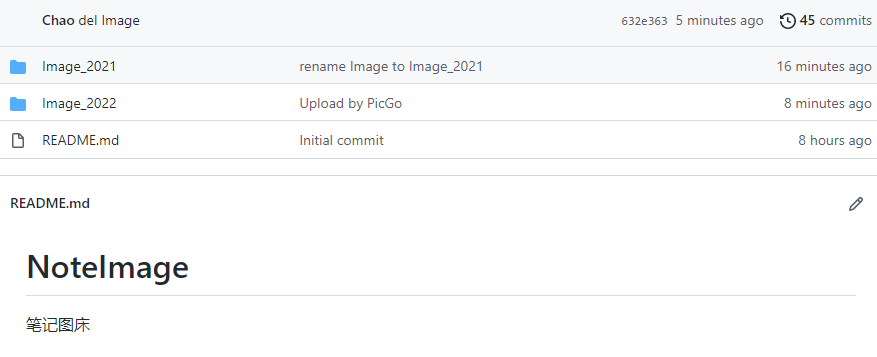 Chao del Image 632e363 5 minutes ago 45 commits
Image_2021 rename Image to Image_2021 16 minutes ago
Image_2022 Upload by PicGo 8 minutes ago
README.md Initial commit 8 hours ago
README.md
NoteImage
笔记图床